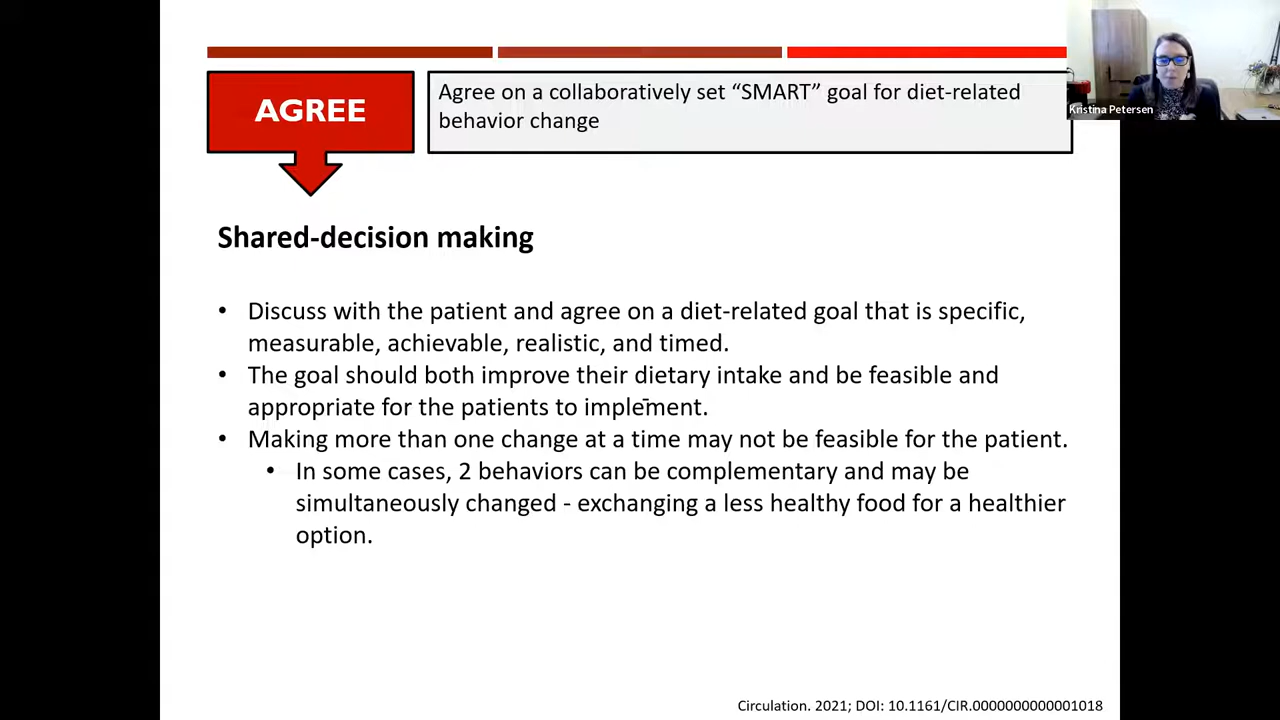 AGREE
Agree on a collaboratively set “SMART” goal for diet-related
behavior change
Kristina Petersen
Shared-decision making
• Discuss with the patient and agree on a diet-related goal that is specific,
measurable, achievable, realistic, and timed.
• The goal should both improve their dietary intake and be feasible and
appropriate for the patients to implement.
• Making more than one change at a time may not be feasible for the patient.
• In some cases, 2 behaviors can be complementary and may be
simultaneously changed - exchanging a less healthy food for a healthier
option.
Circulation. 2021; DOI: 10.1161/CIR.0000000000001018